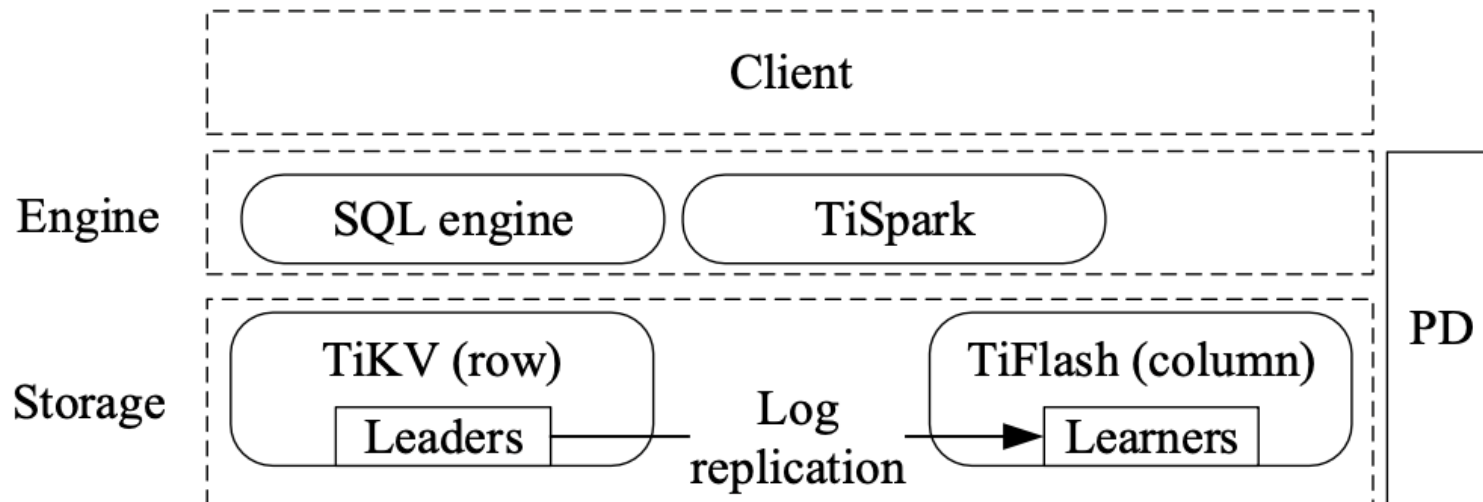 Client
Engine
SQL engine
TiSpark
PD
Storage
TiKV (row)
TiFlash (column)
Leaders
Log
replication
Learners